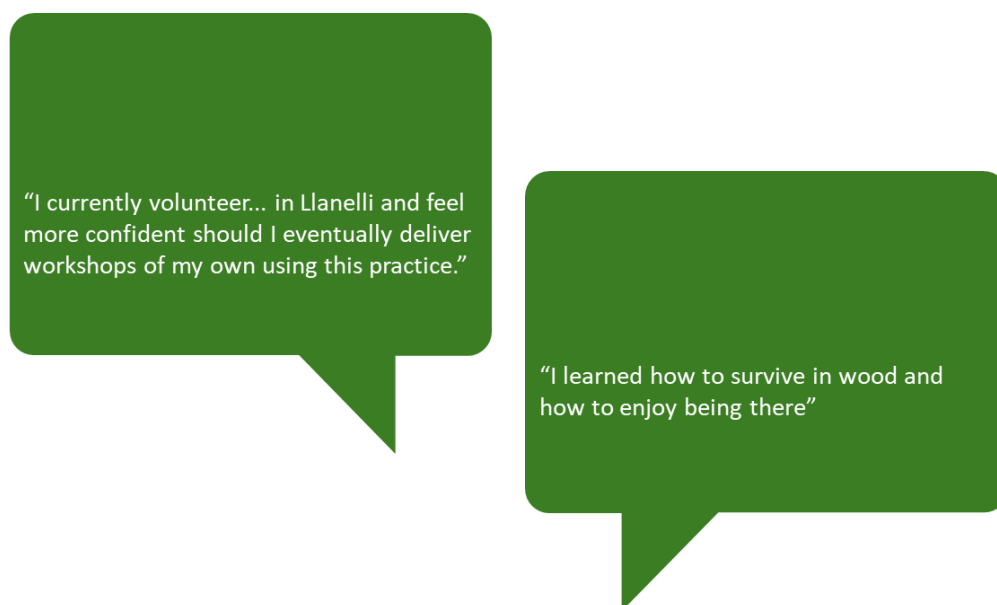 “I currently volunteer... in Llanelli and feel
more confident should I eventually deliver
workshops of my own using this practice.”
“I learned how to survive in wood and
how to enjoy being there”